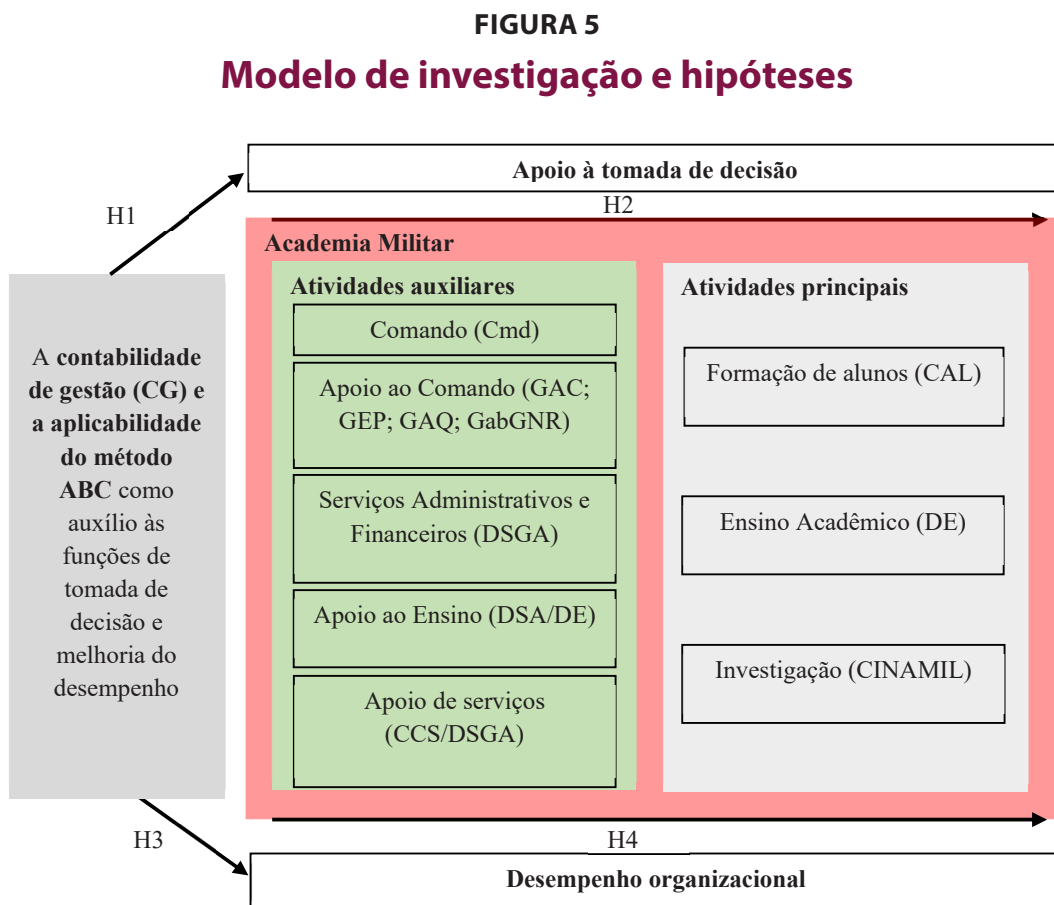 FIGURA 5
Modelo de investigação e hipóteses
Apoio à tomada de decisão
H1
H2
Academia Militar
A contabilidade
de gestão (CG) e
a aplicabilidade
do método
ABC como
auxílio às
funções de
tomada de
decisão e
melhoria do
desempenho
Atividades auxiliares
Comando (Cmd)
Apoio ao Comando (GAC;
GEP; GAQ; GabGNR)
Serviços Administrativos e
Financeiros (DSGA)
Apoio ao Ensino (DSA/DE)
Apoio de serviços
(CCS/DSGA)
Atividades principais
Formação de alunos (CAL)
Ensino Acadêmico (DE)
Investigação (CINAMIL)
H3
H4
Desempenho organizacional